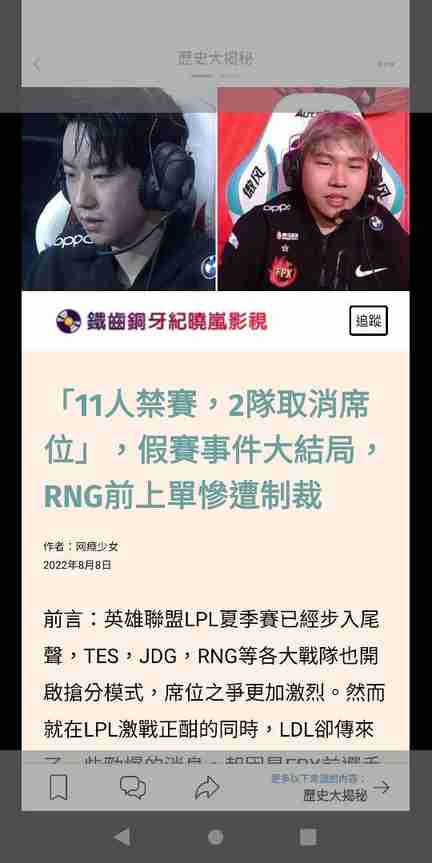 歷史大揭秘
oppo
傲风
oppo
FPX
鐵齒銅牙紀曉嵐影視
追蹤
「11人禁賽，2隊取消席
位」，假賽事件大結局，
RNG前上單慘遭制裁
作者：网瘾少女
2022年8月8日
前言：英雄聯盟LPL夏季賽已經步入尾
聲，TES，JDG，RNG等各大戰隊也開
啟搶分模式，席位之爭更加激烈。然而
就在LPL激戰正酣的同時，LDL卻傳來
更多以下來源的內容：
歷史大揭秘